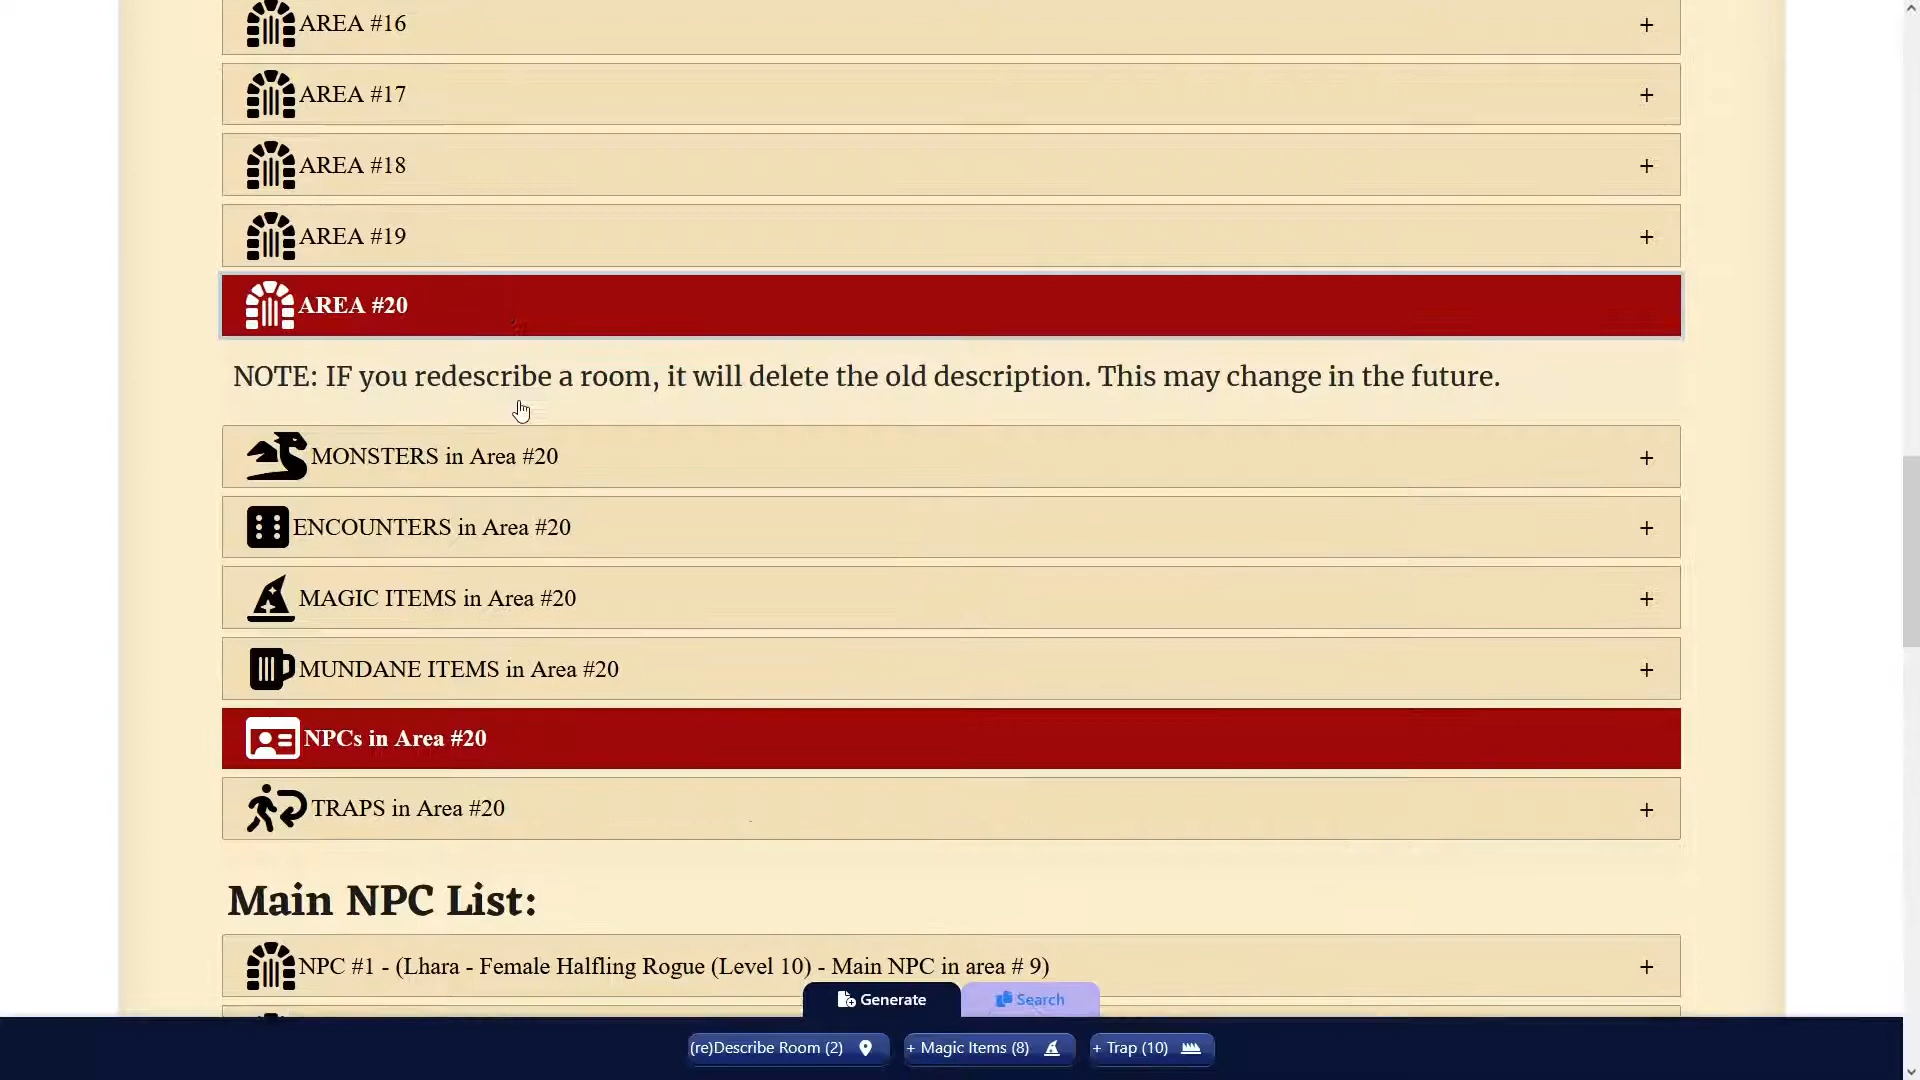 AREA #16
+
AREA #17
+
AREA #18
+
AREA #19
+
AREA #20
NOTE: IF you redescribe a room, it will delete the old description. This may change in the future.
MONSTERS in Area #20
+
ENCOUNTERS in Area #20
+
MAGIC ITEMS in Area #20
+
MUNDANE ITEMS in Area #20
+
NPCs in Area #20
TRAPS in Area #20
+
Main NPC List:
NPC #1 - (Lhara - Female Halfling Rogue (Level 10) - Main NPC in area # 9)
+
Generate
Search
(re)Describe Room (2)
+ Magic Items (8)
+ Trap (10)